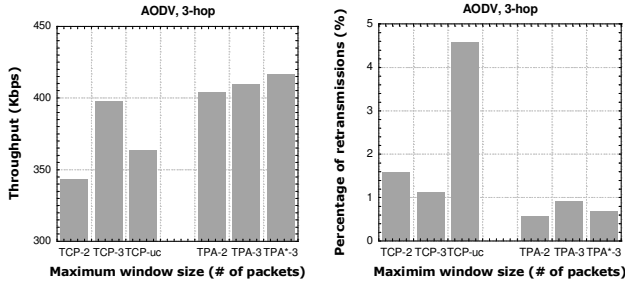 AODV, 3-hop
Throughput (Kbps)
450
400
350
300
TCP-2 TCP-3 TCP-uc TPA-2 TPA-3 TPA*-3
Maximum window size (# of packets)
AODV, 3-hop
Percentage of retransmissions (%)
5
4
3
2
1
0
TCP-2 TCP-3 TCP-uc TPA-2 TPA-3 TPA*-3
Maximim window size (# of packets)